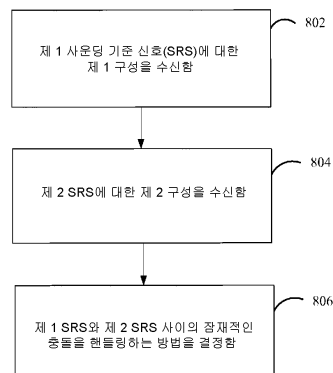 802
제 1 사운딩 기준 신호(SRS)에 대한
제 1 구성을 수신함
804
제 2 SRS에 대한 제 2 구성을 수신함
806
제 1 SRS와 제 2 SRS 사이의 잠재적인
충돌을 핸들링하는 방법을 결정함